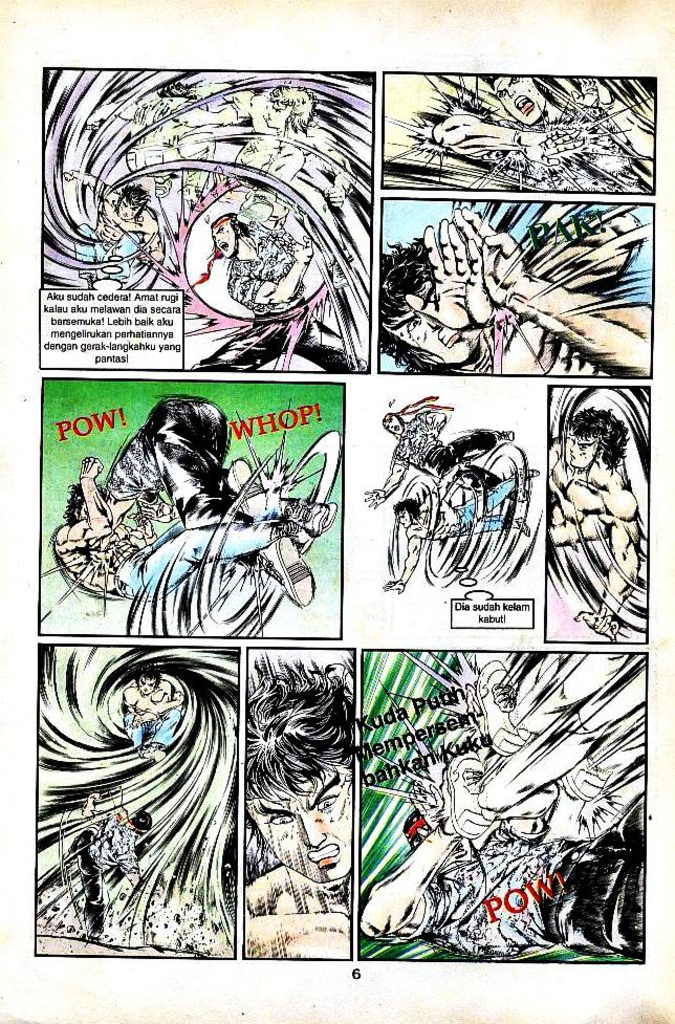 Aku sudah cedera! Amat rugi
kalau aku melawan dia secara
bersemuka! Lebih baik aku
mengelirukan perhatiannya
dengan gerak-langkahku yang
pantas!
PAK!
POW!
WHOP!
Dia sudah kelam
kabut!
Kuda Putih
Mempersem-
bahkan Kuku
POW!
6